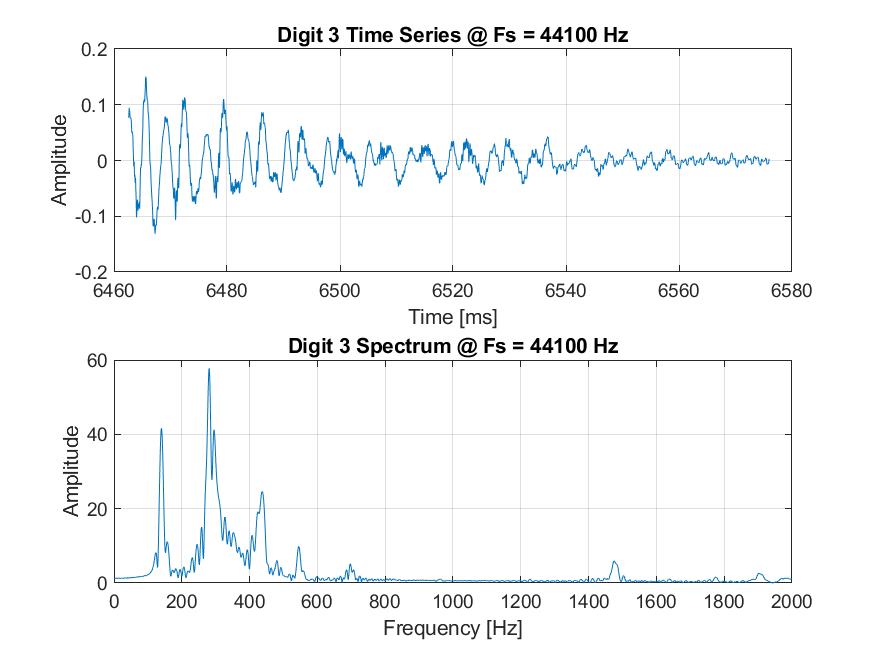 Digit 3 Time Series @ Fs = 44100 Hz
0.2
0.1
0
-0.1
-0.2
Amplitude
6460 6480 6500 6520 6540 6560 6580
Time [ms]
Digit 3 Spectrum @ Fs = 44100 Hz
60
40
20
0
Amplitude
0 200 400 600 800 1000 1200 1400 1600 1800 2000
Frequency [Hz]